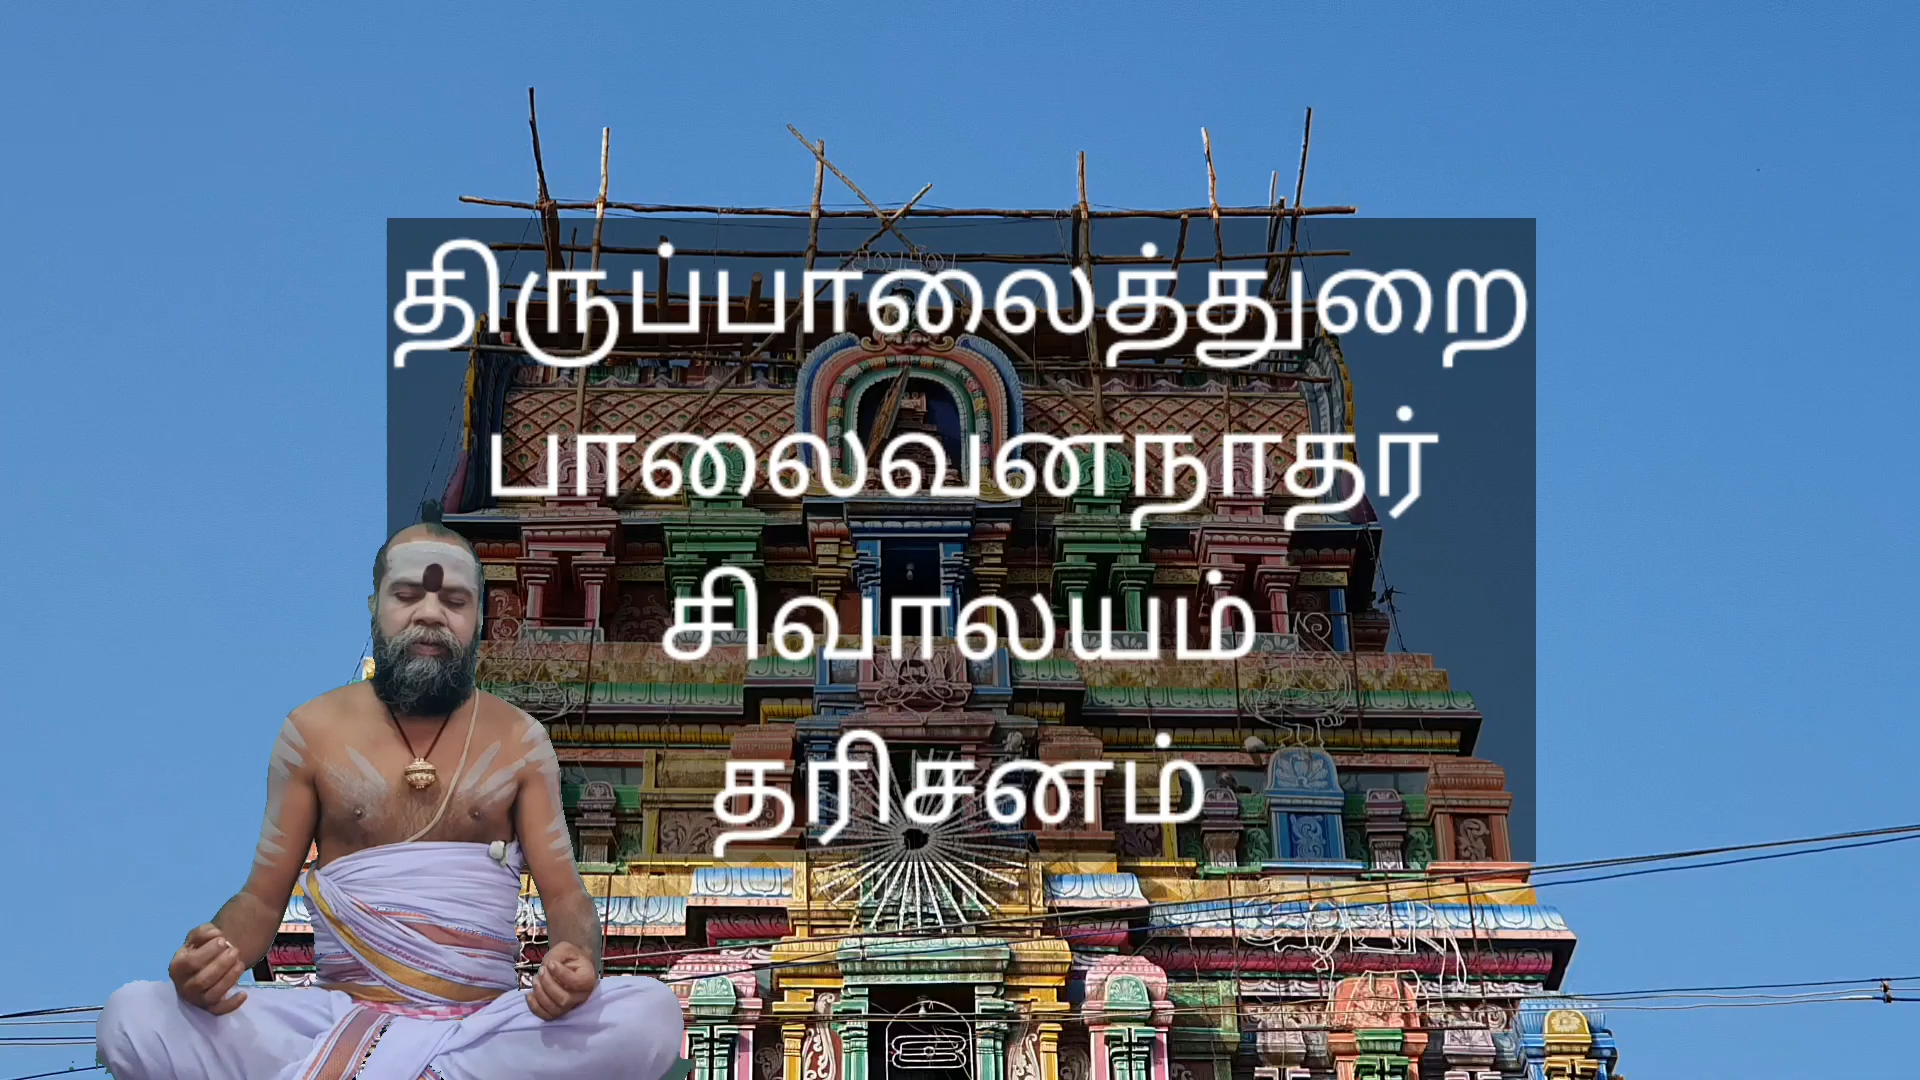 திருப்பாலைத்துறை
பாலைவனநாதர்
சிவாலயம்
தரிசனம்